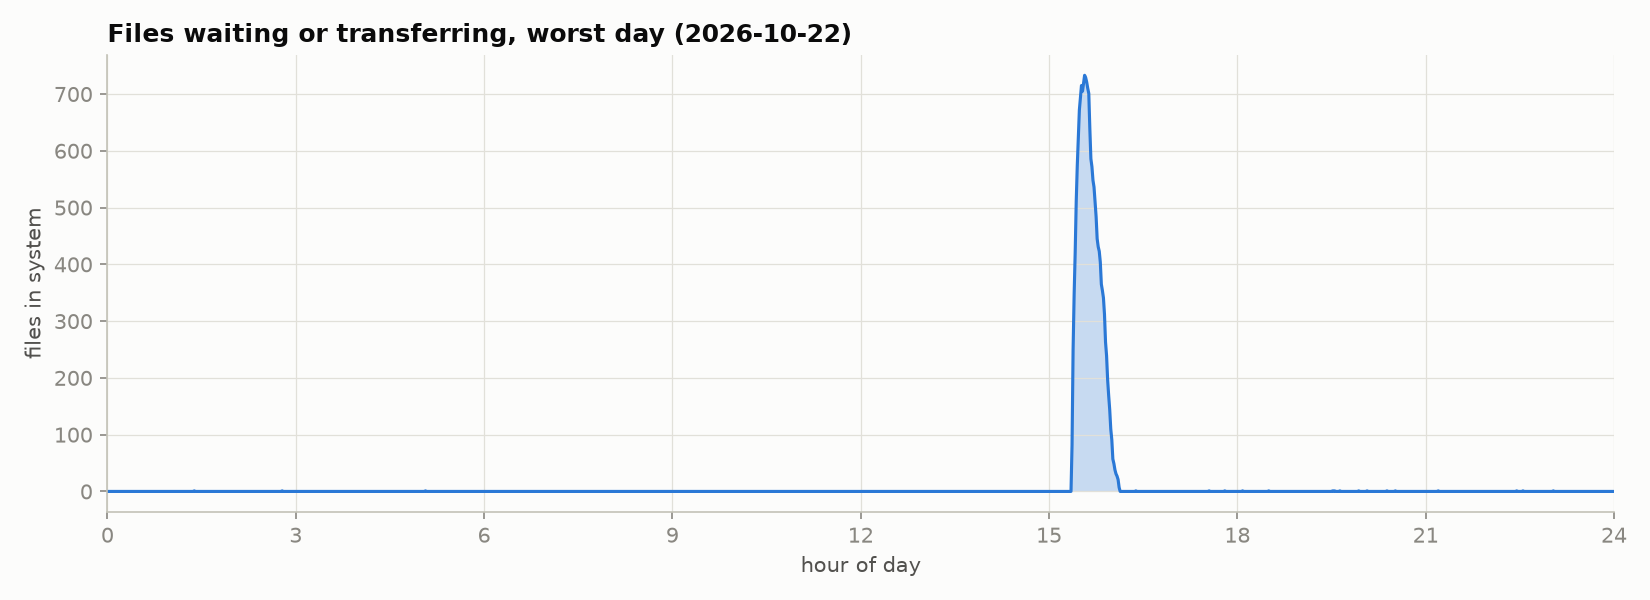 Files waiting or transferring, worst day (2026-10-22)
700
600
500
400
300
200
100
0
files in system
0 3 6 9 12 15 18 21 24
hour of day